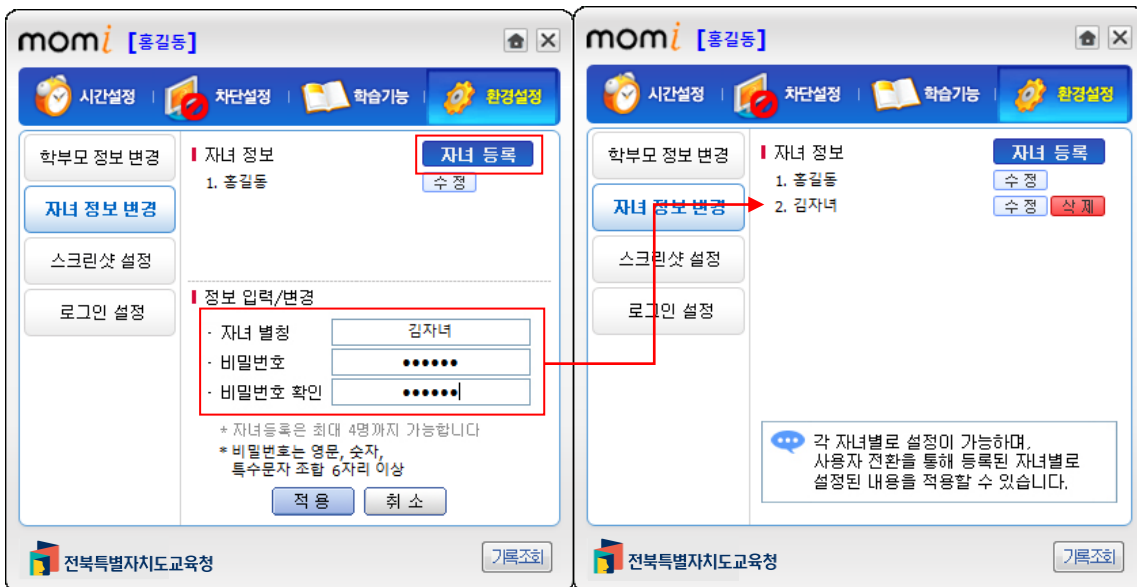 momi [홍길동]
시간설정 | 차단설정 | 학습기능 | 환경설정
학부모 정보 변경
자녀 정보 변경
스크린샷 설정
로그인 설정
자녀 정보
자녀 등록
1. 홍길동
수정
정보 입력/변경
· 자녀 별칭
김자녀
· 비밀번호
••••••
· 비밀번호 확인
••••••
* 자녀등록은 최대 4명까지 가능합니다
* 비밀번호는 영문, 숫자,
특수문자 조합 6자리 이상
적용
취소
전북특별자치도교육청
기록조회
momi [홍길동]
시간설정 | 차단설정 | 학습기능 | 환경설정
학부모 정보 변경
자녀 정보 변경
스크린샷 설정
로그인 설정
자녀 정보
자녀 등록
1. 홍길동
수정
2. 김자녀
수정 삭제
각 자녀별로 설정이 가능하며,
사용자 전환을 통해 등록된 자녀별로
설정된 내용을 적용할 수 있습니다.
전북특별자치도교육청
기록조회